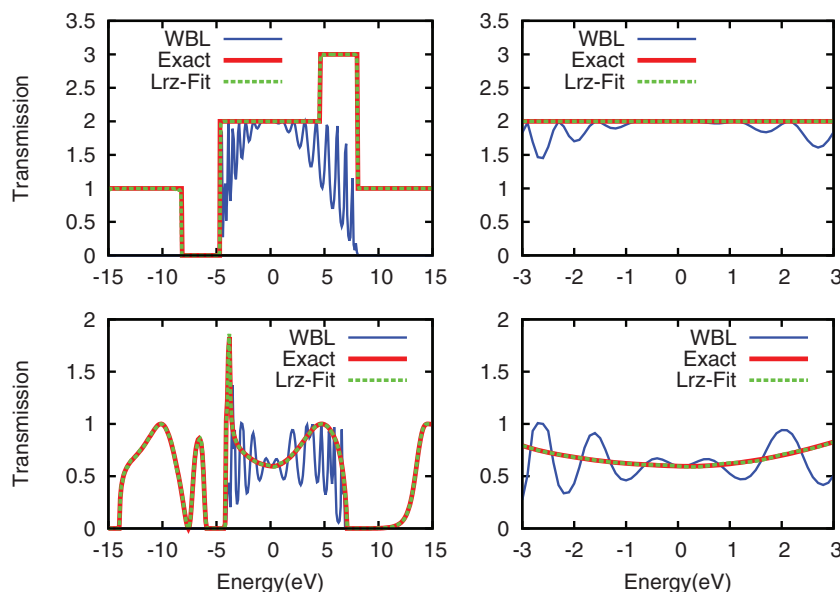 Transmission
3.5
3
2.5
2
1.5
1
0.5
0
WBL
Exact
Lrz-Fit
-15 -10 -5 0 5 10 15
3.5
3
2.5
2
1.5
1
0.5
0
WBL
Exact
Lrz-Fit
-3 -2 -1 0 1 2 3
Transmission
2
1.5
1
0.5
0
WBL
Exact
Lrz-Fit
-15 -10 -5 0 5 10 15
Energy(eV)
2
1.5
1
0.5
0
WBL
Exact
Lrz-Fit
-3 -2 -1 0 1 2 3
Energy(eV)